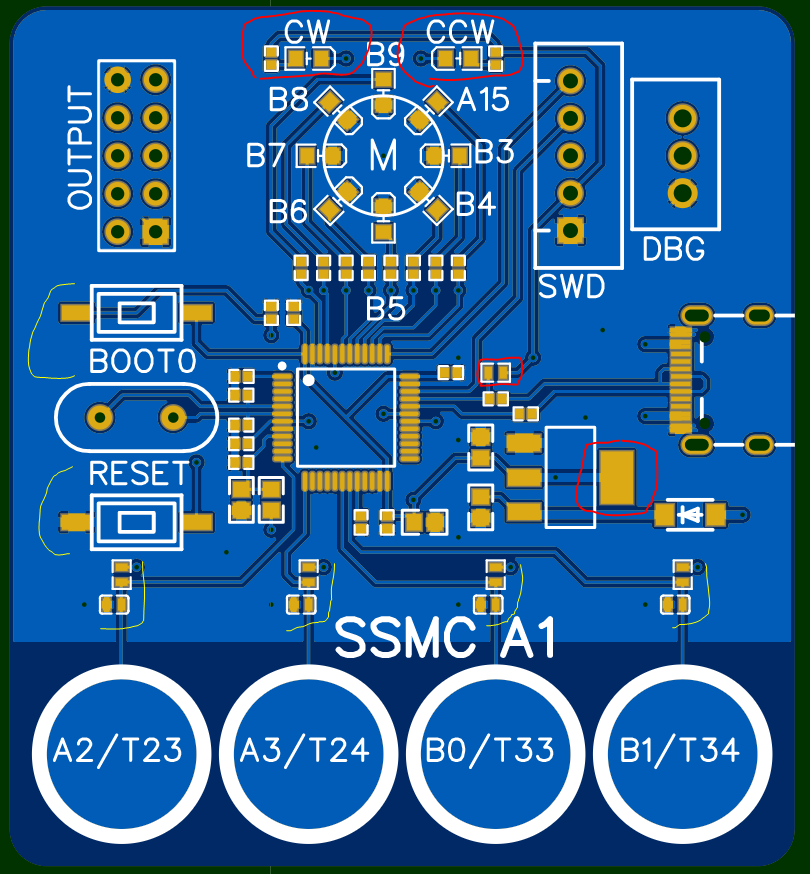 CW
CCW
B9
B8
A15
OUTPUT
B7
M
B3
B6
B4
DBG
SWD
B5
BOOT0
RESET
SSMC A1
A2/T23
A3/T24
B0/T33
B1/T34